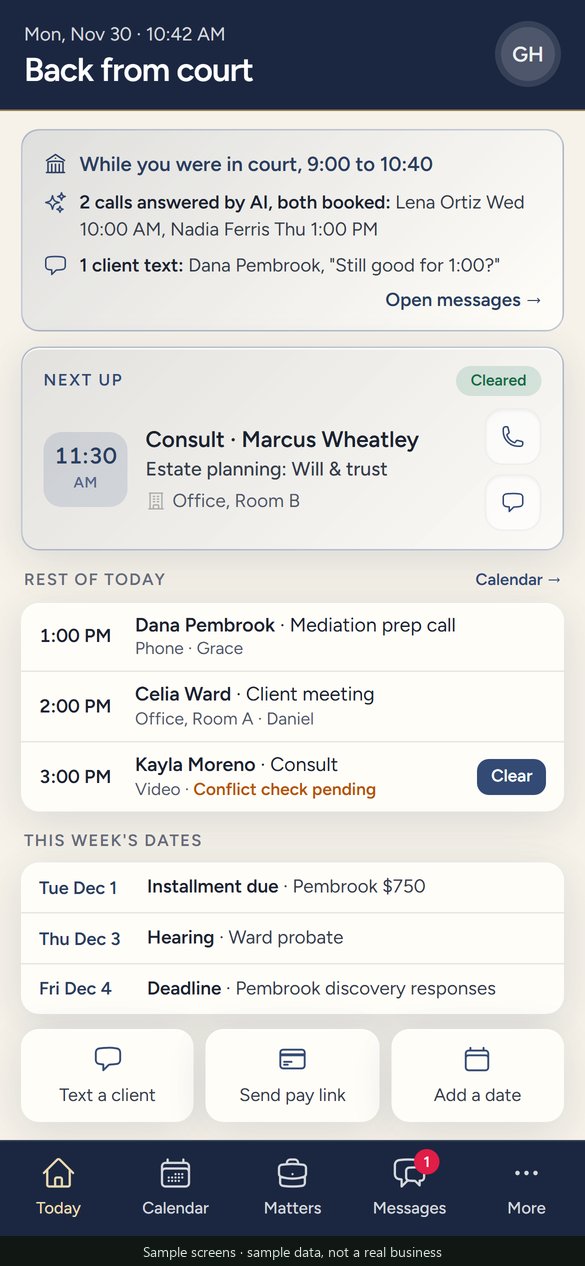 Mon, Nov 30 · 10:42 AM
Back from court
GH
While you were in court, 9:00 to 10:40
2 calls answered by AI, both booked: Lena Ortiz Wed
10:00 AM, Nadia Ferris Thu 1:00 PM
1 client text: Dana Pembrook, "Still good for 1:00?"
Open messages →
NEXT UP
Cleared
11:30
AM
Consult · Marcus Wheatley
Estate planning: Will & trust
Office, Room B
REST OF TODAY
Calendar →
1:00 PM
Dana Pembrook · Mediation prep call
Phone · Grace
2:00 PM
Celia Ward · Client meeting
Office, Room A · Daniel
3:00 PM
Kayla Moreno · Consult
Video · Conflict check pending
Clear
THIS WEEK'S DATES
Tue Dec 1
Installment due · Pembrook $750
Thu Dec 3
Hearing · Ward probate
Fri Dec 4
Deadline · Pembrook discovery responses
Text a client
Send pay link
Add a date
1
Today
Calendar
Matters
Messages
More
Sample screens · sample data, not a real business